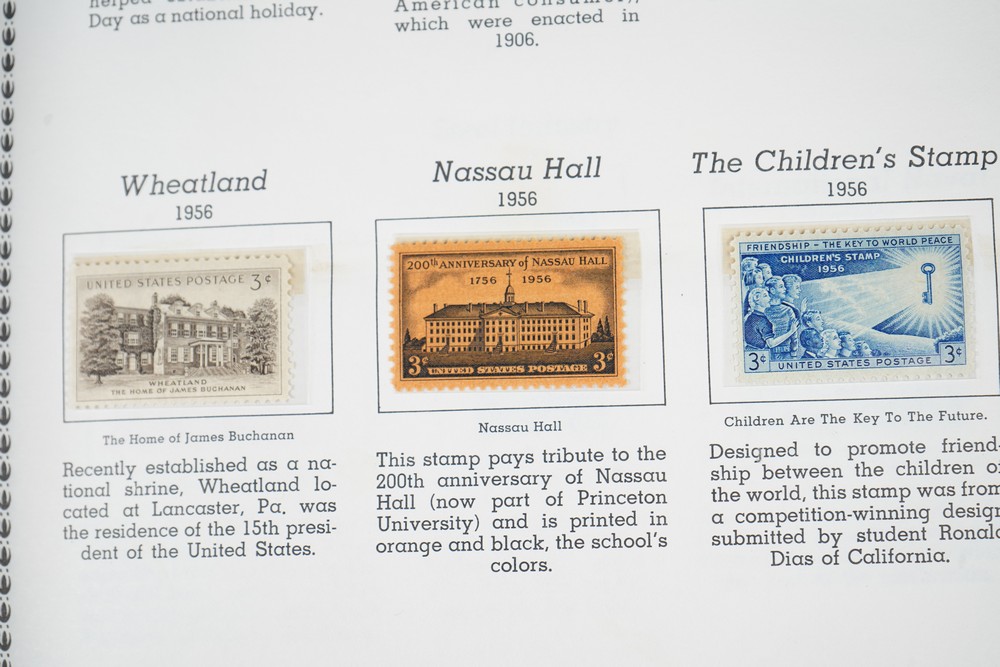 Day as a national holiday.
American
which were enacted in
1906.
Wheatland
1956
UNITED STATES POSTAGE 3¢
WHEATLAND
THE HOME OF JAMES BUCHANAN
The Home of James Buchanan
Recently established as a na-
tional shrine, Wheatland lo-
cated at Lancaster, Pa. was
the residence of the 15th presi-
dent of the United States.
Nassau Hall
1956
200th ANNIVERSARY of NASSAU HALL
1756 1956
3¢ UNITED STATES POSTAGE 3¢
Nassau Hall
This stamp pays tribute to the
200th anniversary of Nassau
Hall (now part of Princeton
University) and is printed in
orange and black, the school's
colors.
The Children's Stamp
1956
FRIENDSHIP - THE KEY TO WORLD PEACE
CHILDREN'S STAMP
1956
3¢ UNITED STATES POSTAGE 3¢
Children Are The Key To The Future.
Designed to promote friend-
ship between the children of
the world, this stamp was from
a competition-winning design
submitted by student Ronald
Dias of California.